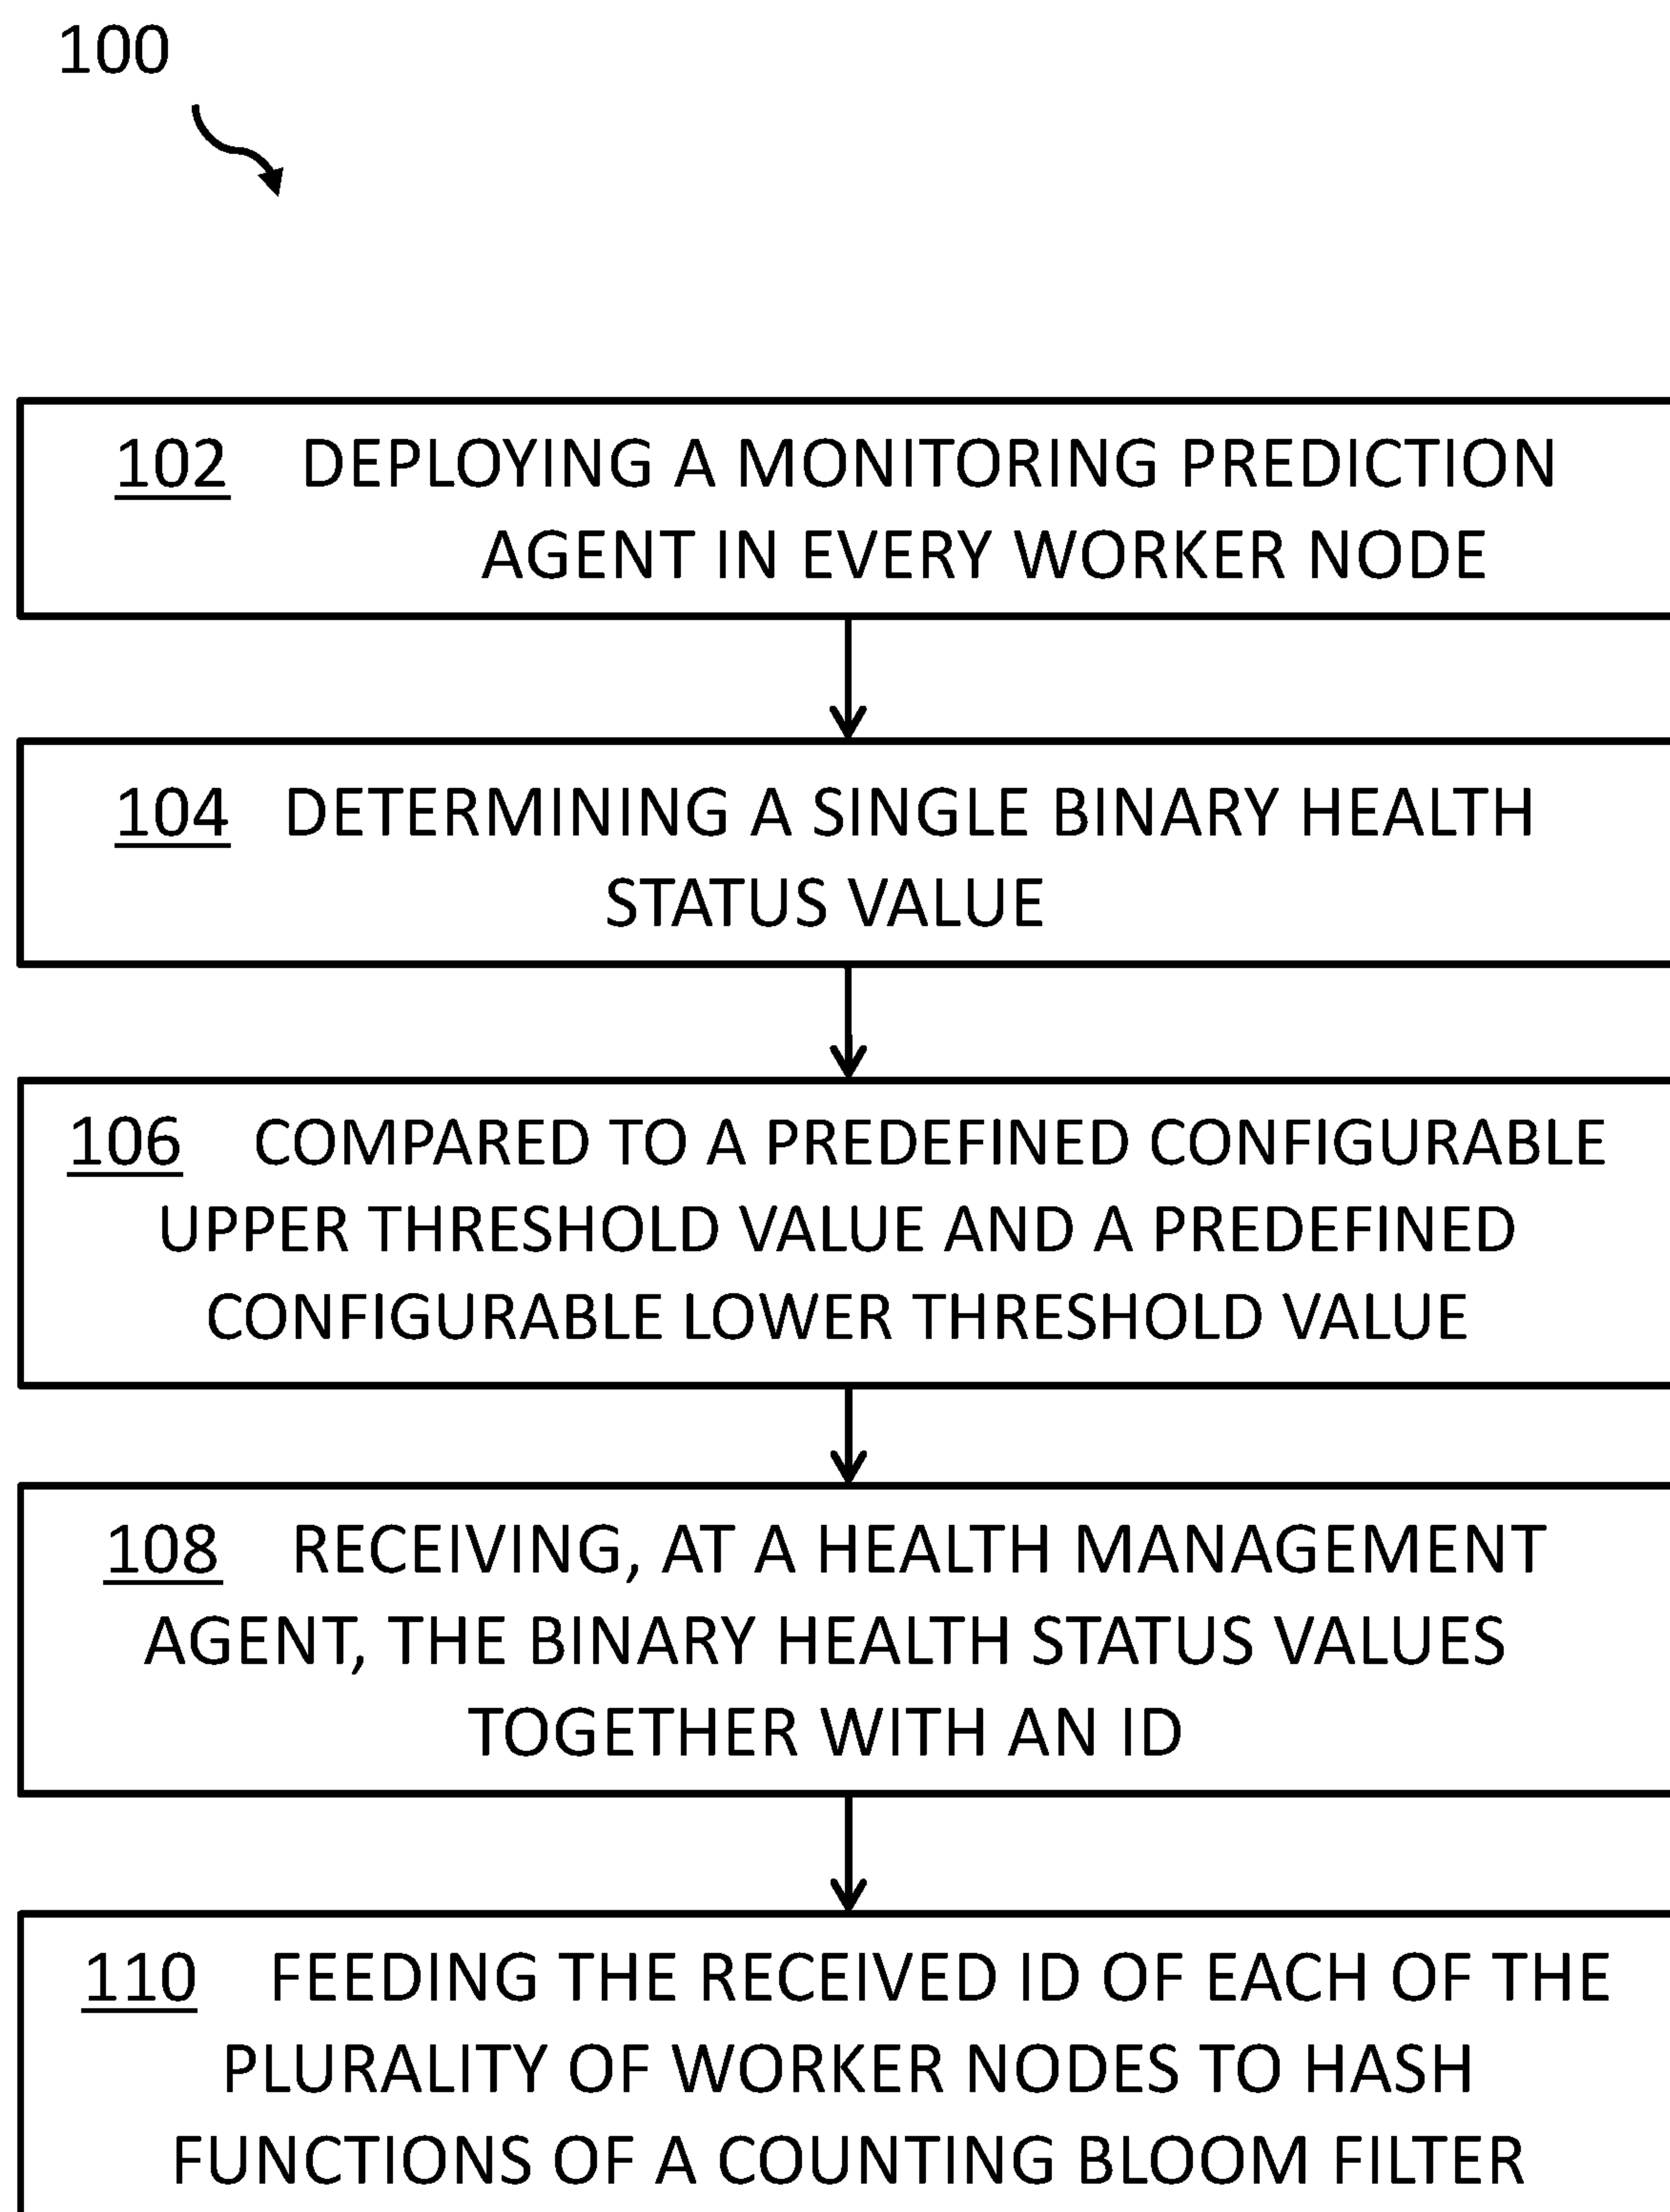 100
102 DEPLOYING A MONITORING PREDICTION
AGENT IN EVERY WORKER NODE
104 DETERMINING A SINGLE BINARY HEALTH
STATUS VALUE
106 COMPARED TO A PREDEFINED CONFIGURABLE
UPPER THRESHOLD VALUE AND A PREDEFINED
CONFIGURABLE LOWER THRESHOLD VALUE
108 RECEIVING, AT A HEALTH MANAGEMENT
AGENT, THE BINARY HEALTH STATUS VALUES
TOGETHER WITH AN ID
110 FEEDING THE RECEIVED ID OF EACH OF THE
PLURALITY OF WORKER NODES TO HASH
FUNCTIONS OF A COUNTING BLOOM FILTER